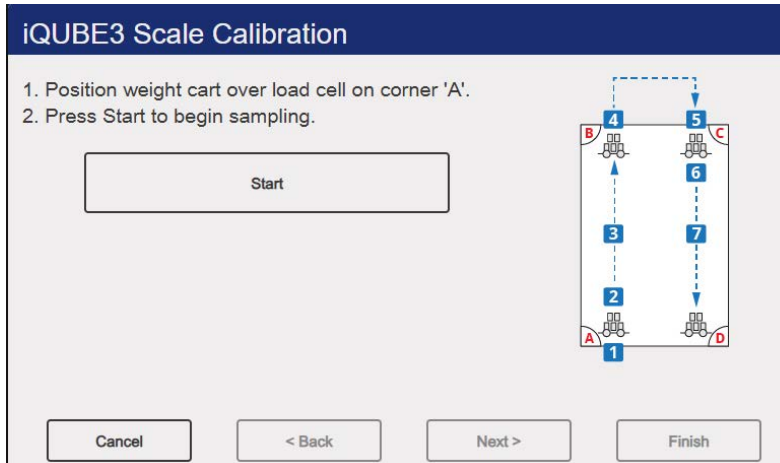 iQUBE3 Scale Calibration
1. Position weight cart over load cell on corner 'A'.
2. Press Start to begin sampling.
Start
4 5
B C
6
3 7
2
A D
1
Cancel < Back Next > Finish